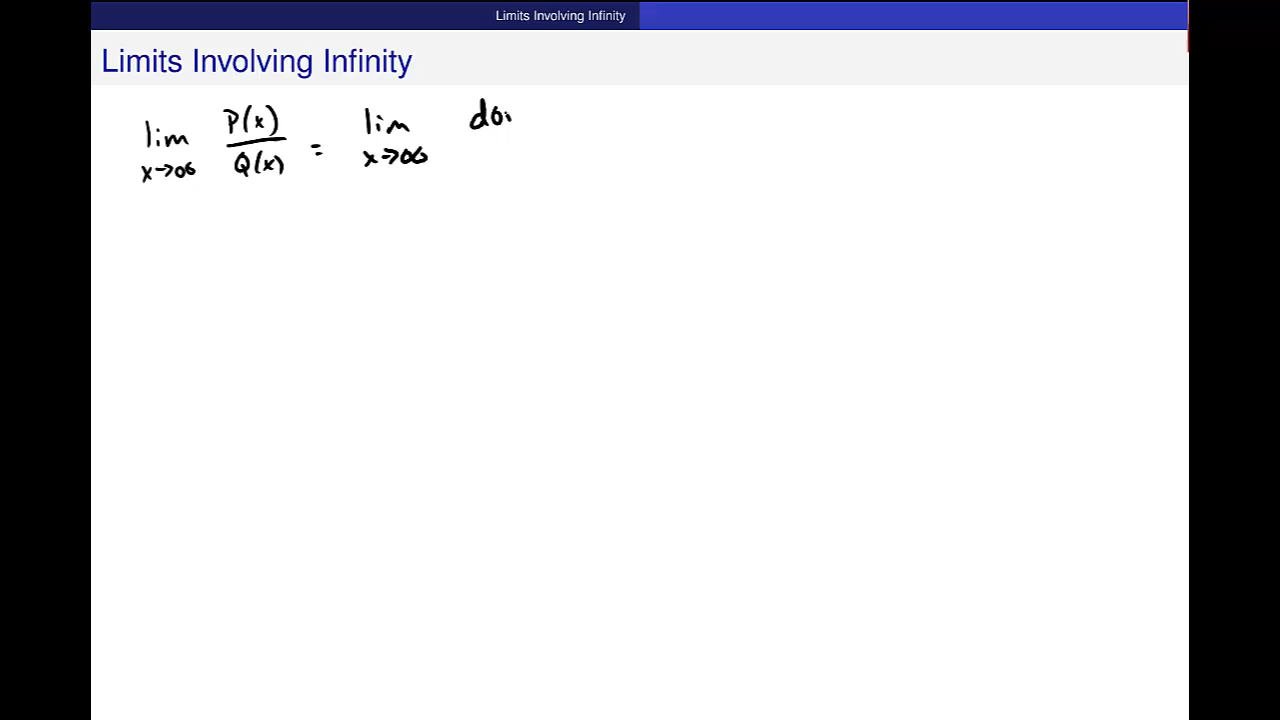 Limits Involving Infinity
Limits Involving Infinity
lim x→∞ P(x)/Q(x) = lim x→∞